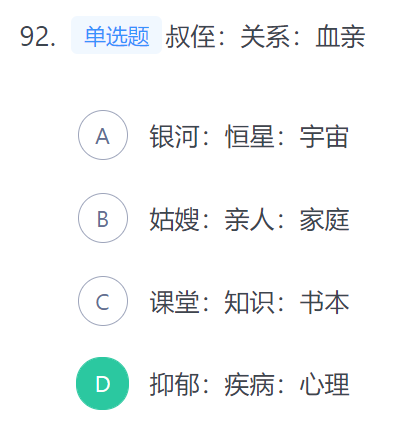 92. 单选题 叔侄：关系：血亲
A 银河：恒星：宇宙
B 姑嫂：亲人：家庭
C 课堂：知识：书本
D 抑郁：疾病：心理